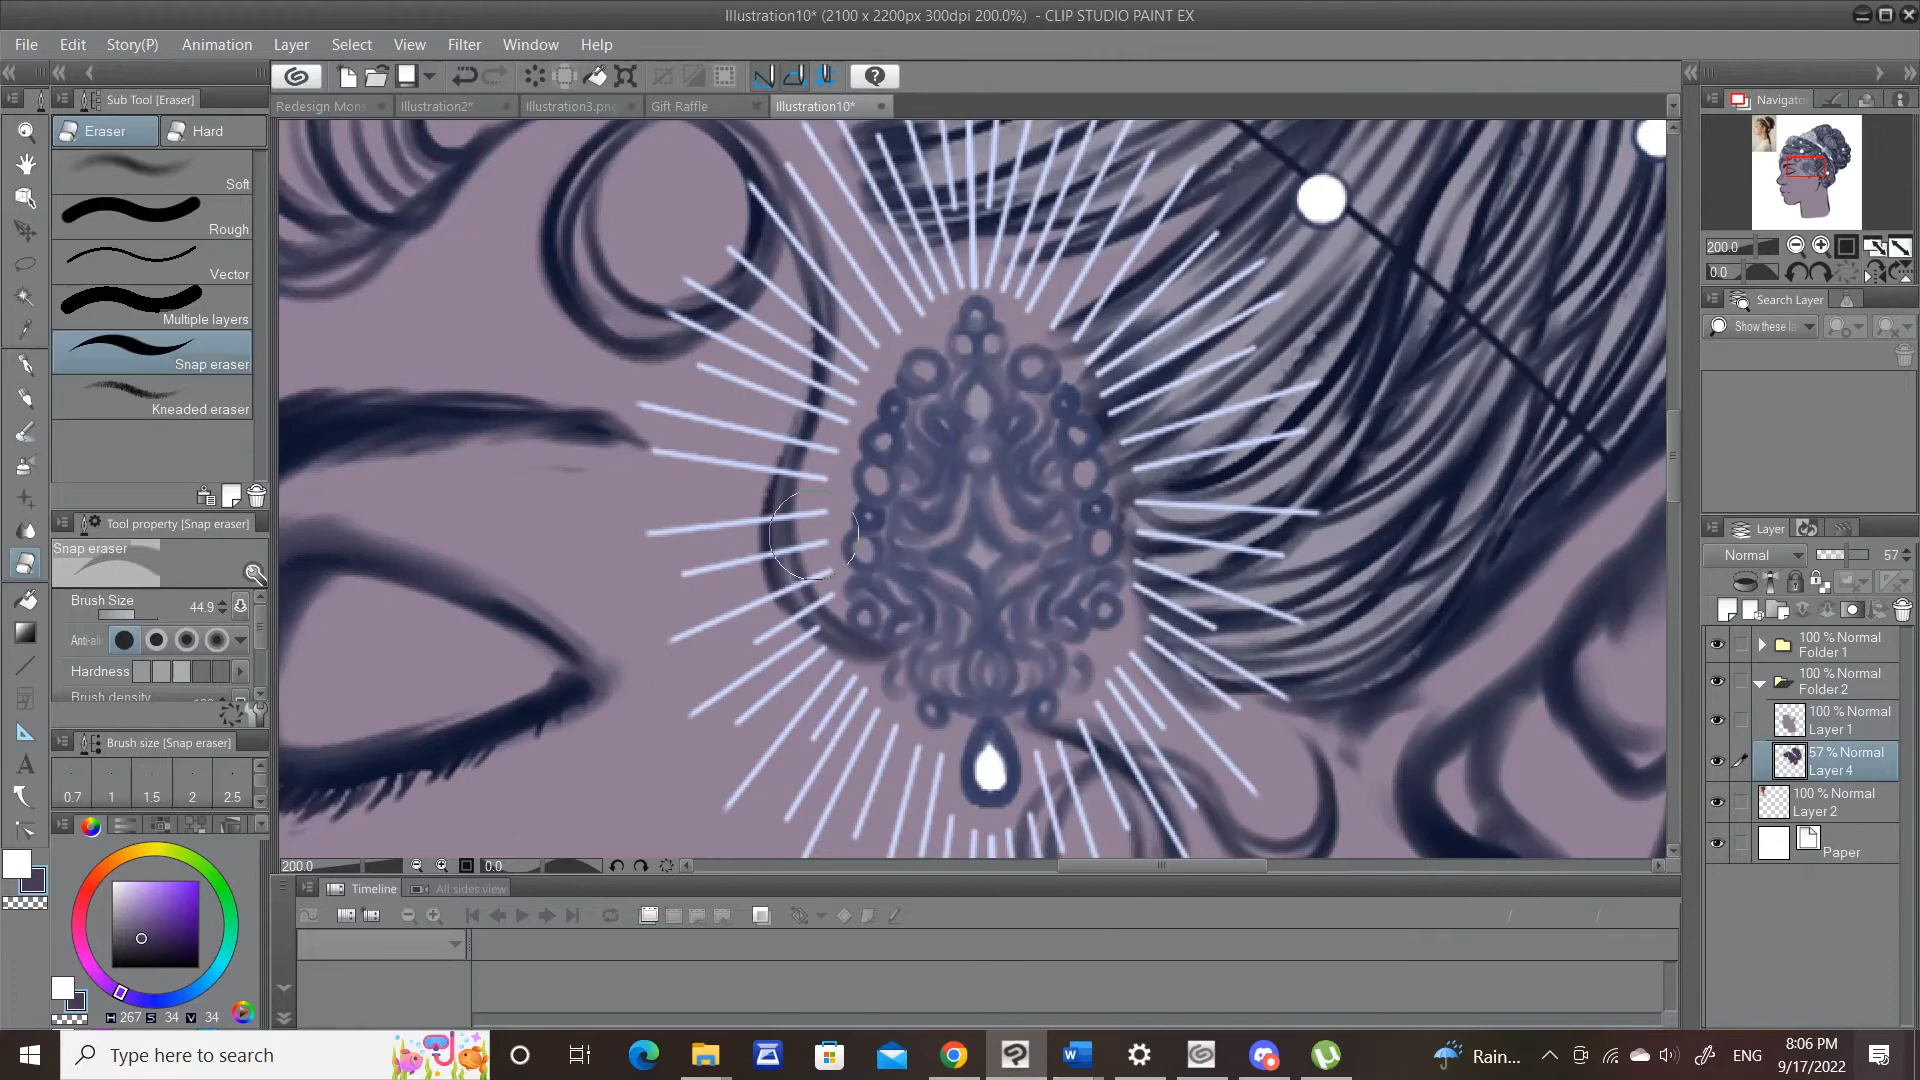 Illustration10* (2100 x 2200px 300dpi 200.0%)  - CLIP STUDIO PAINT EX
File Edit Story(P) Animation Layer Select View Filter Window Help
Sub Tool [Eraser]
Redesign Mons
Illustration2*
Illustration3.pnc
Gift Raffle
Illustration10*
Navigator
Eraser
Hard
Soft
Rough
Vector
Multiple layers
Snap eraser
Kneaded eraser
Tool property [Snap eraser]
Snap eraser
Brush Size 44.9
Anti-ali
Hardness
Brush density
Brush size [Snap eraser]
0.7 1 1.5 2 2.5
H 267 S 34 V 34
200.0
0.0
Search Layer
Show these la
Layer
Normal 57
100 % Normal
Folder 1
100 % Normal
Folder 2
100 % Normal
Layer 1
57 % Normal
Layer 4
100 % Normal
Layer 2
Paper
200.0 0.0
Timeline
All sides view
Type here to search
Rain...
ENG
8:06 PM
9/17/2022